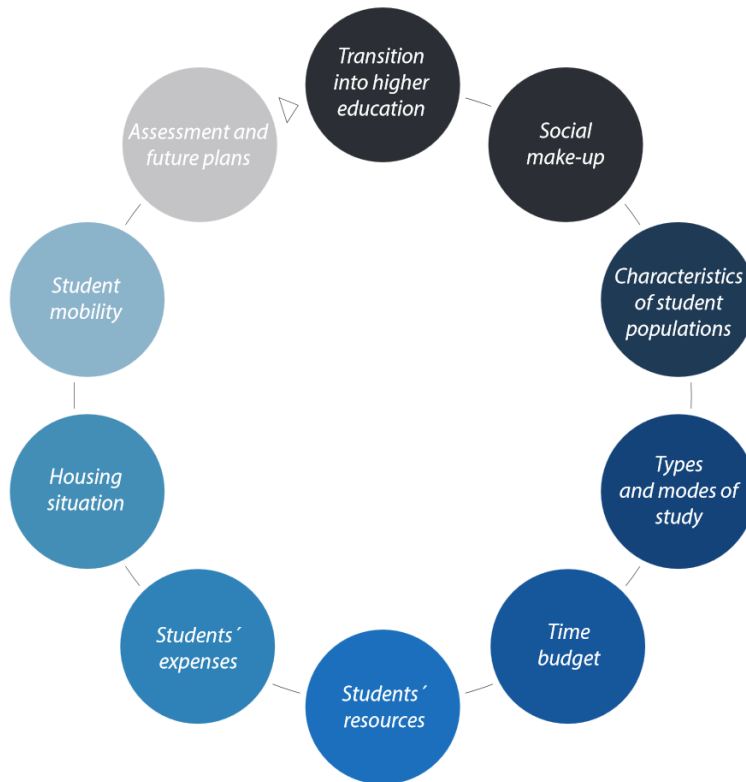 Transition
into higher
education
Social
make-up
Characteristics
of student
populations
Types
and modes of
study
Time
budget
Students´
resources
Students´
expenses
Housing
situation
Student
mobility
Assessment and
future plans